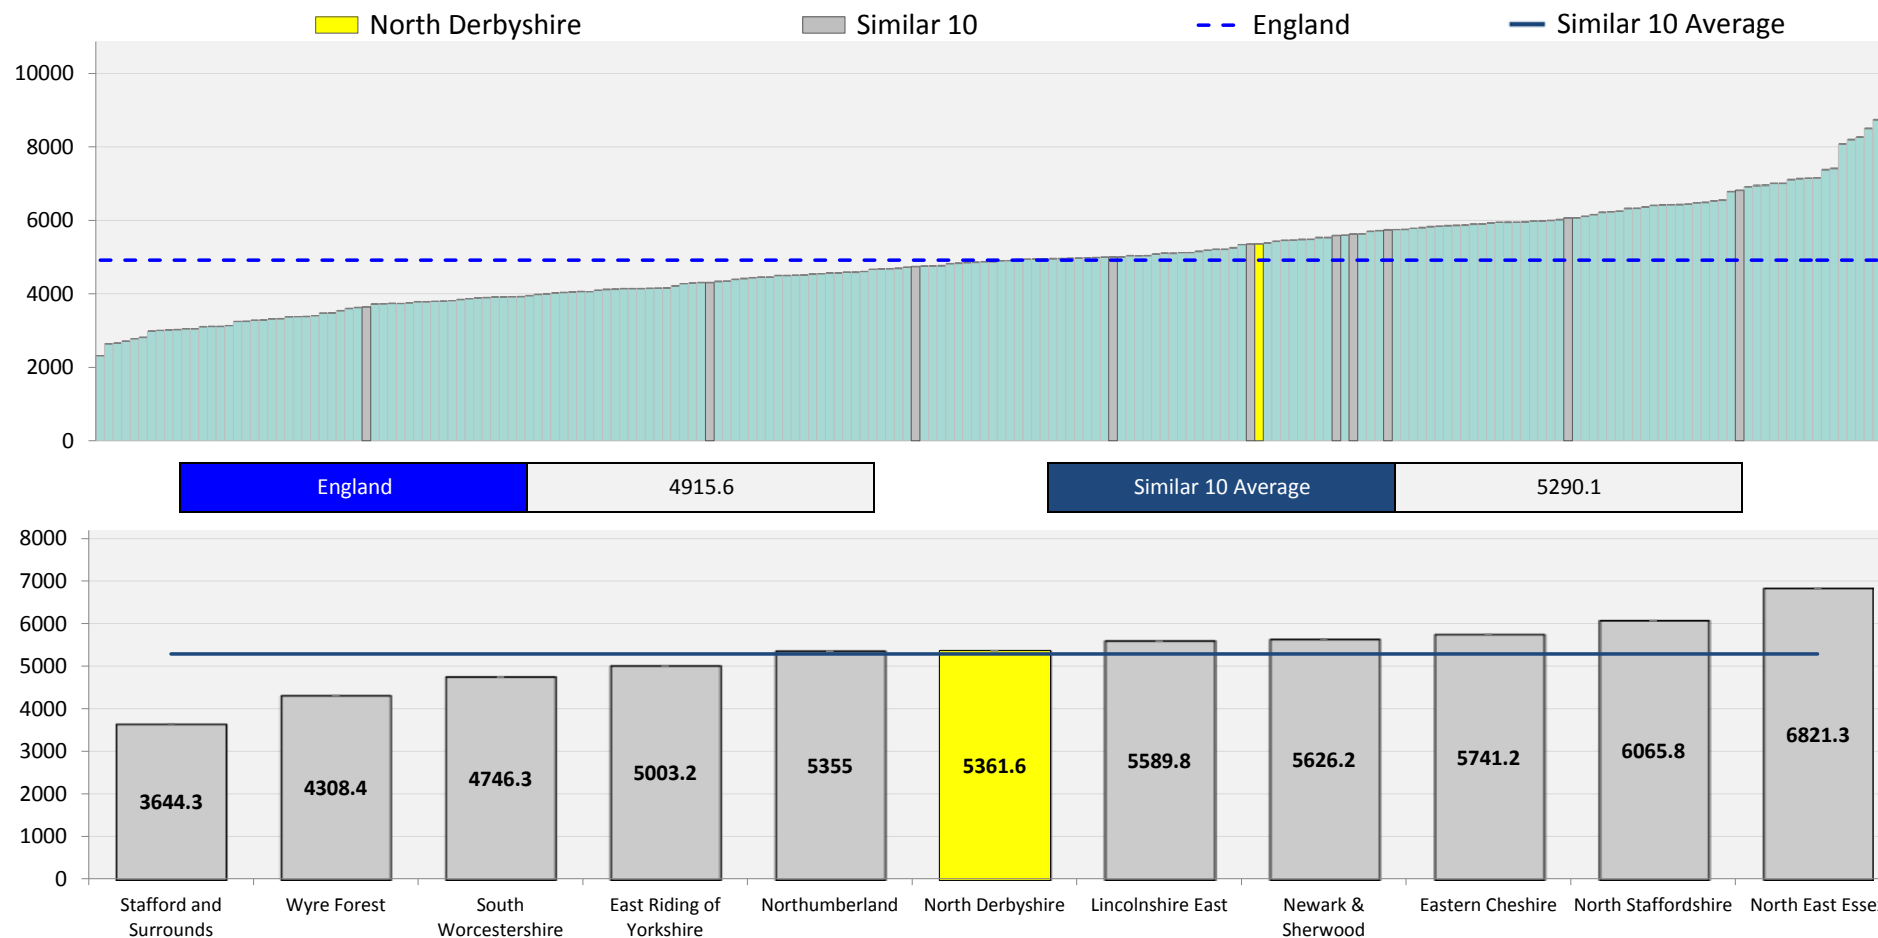 North Derbyshire
Similar 10
England
Similar 10 Average
10000
8000
6000
4000
2000
0
England
4915.6
Similar 10 Average
5290.1
8000
7000
6000
5000
4000
3000
2000
1000
0
3644.3
4308.4
4746.3
5003.2
5355
5361.6
5589.8
5626.2
5741.2
6065.8
6821.3
Stafford and
Surrounds
Wyre Forest
South
Worcestershire
East Riding of
Yorkshire
Northumberland
North Derbyshire
Lincolnshire East
Newark &
Sherwood
Eastern Cheshire
North Staffordshire
North East Esse